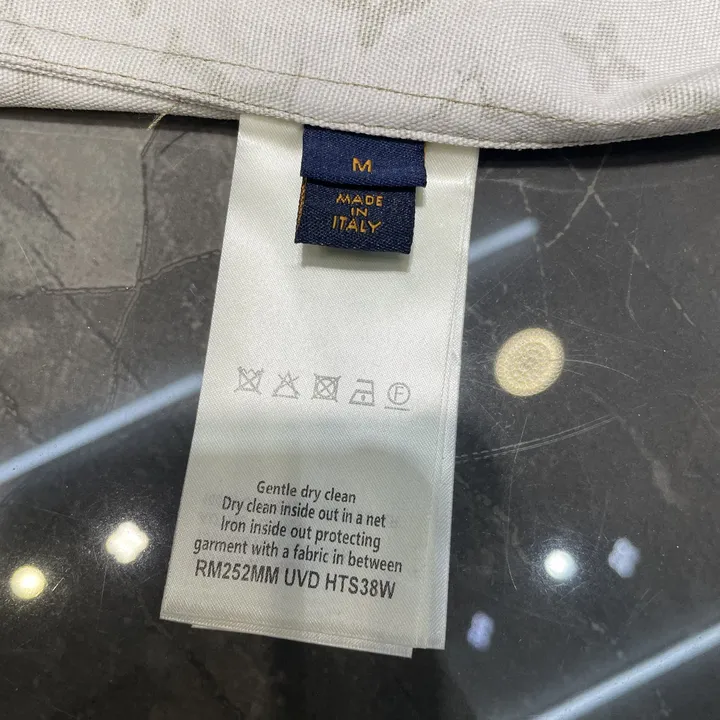 M
MADE
IN
ITALY
F
Gentle dry clean
Dry clean inside out in a net
Iron inside out protecting
garment with a fabric in between
RM252MM UVD HTS38W